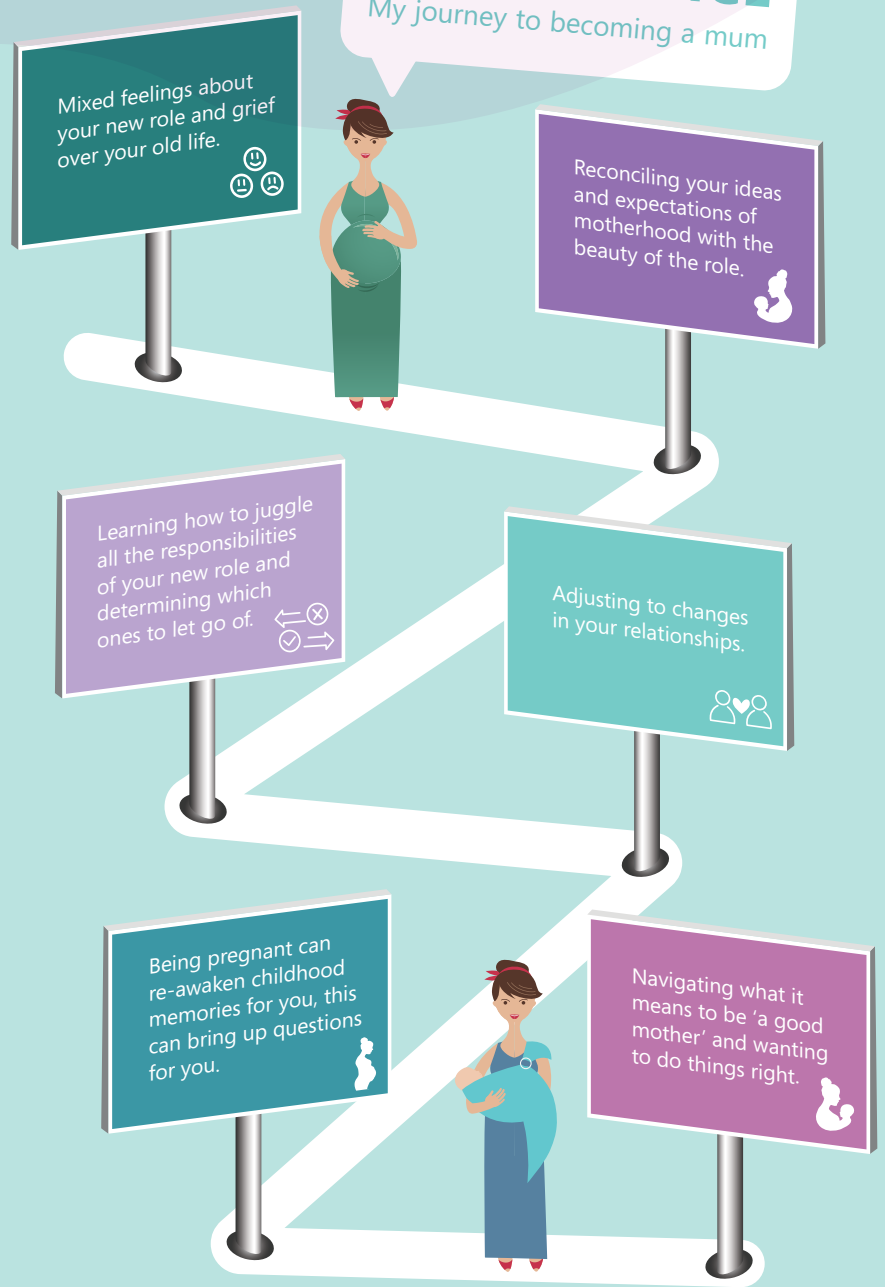 My journey to becoming a mum
Mixed feelings about
your new role and grief
over your old life.
Reconciling your ideas
and expectations of
motherhood with the
beauty of the role.
Learning how to juggle
all the responsibilities
of your new role and
determining which
ones to let go of.
Adjusting to changes
in your relationships.
Being pregnant can
re-awaken childhood
memories for you, this
can bring up questions
for you.
Navigating what it
means to be ‘a good
mother’ and wanting
to do things right.